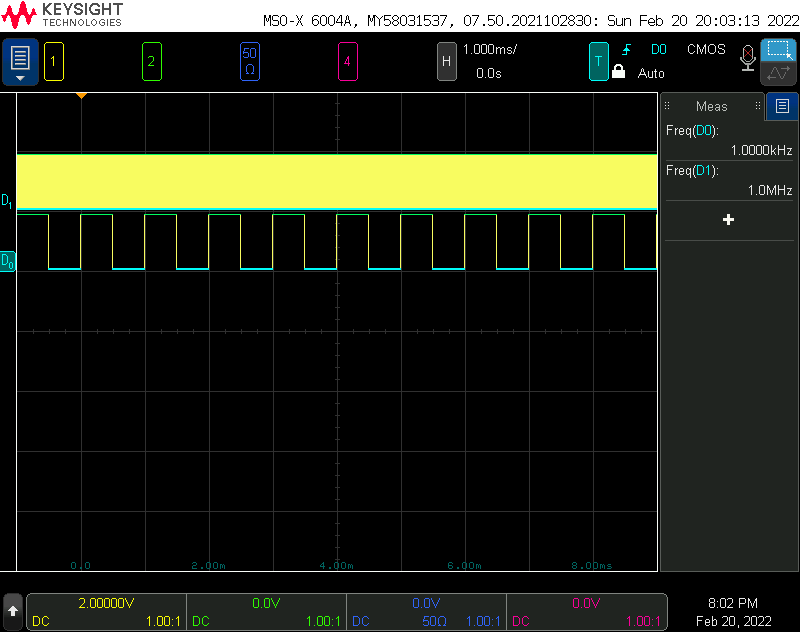 KEYSIGHT
TECHNOLOGIES
MSO-X 6004A, MY58031537, 07.50.2021102830: Sun Feb 20 20:03:13 2022
1
2
50
Ω
4
H
1.000ms/
0.0s
T
D0
CMOS
Auto
Meas
Freq(D0):
1.0000kHz
Freq(D1):
1.0MHz
+
D1
D0
0.0
2.00m
4.00m
6.00m
8.00ms
2.00000V
DC
1.00:1
0.0V
DC
1.00:1
0.0V
DC
50Ω
1.00:1
0.0V
DC
1.00:1
8:02 PM
Feb 20, 2022